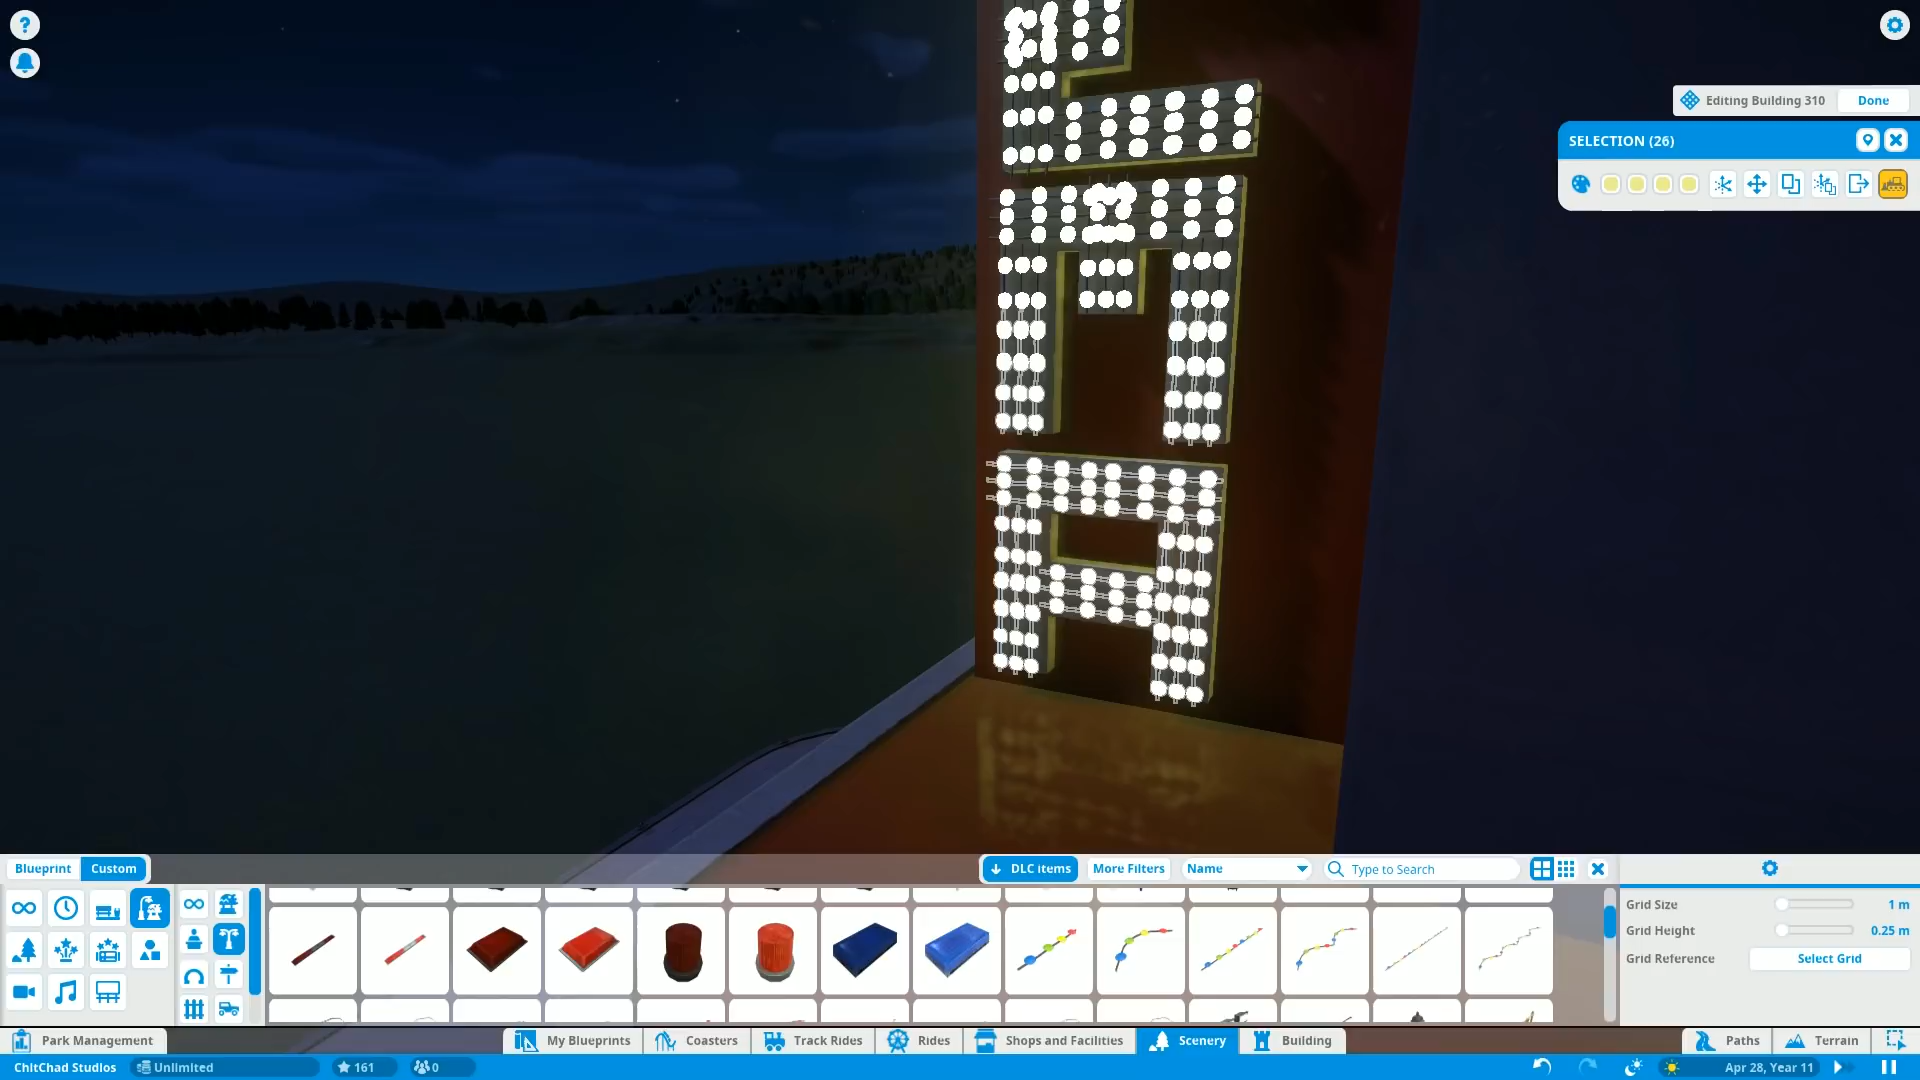 Editing Building 310
Done
SELECTION (26)
Blueprint
Custom
DLC items
More Filters
Name
Type to Search
Grid Size
1 m
Grid Height
0.25 m
Grid Reference
Select Grid
Park Management
My Blueprints
Coasters
Track Rides
Rides
Shops and Facilities
Scenery
Building
Paths
Terrain
ChitChad Studios
Unlimited
161
0
Apr 28, Year 11